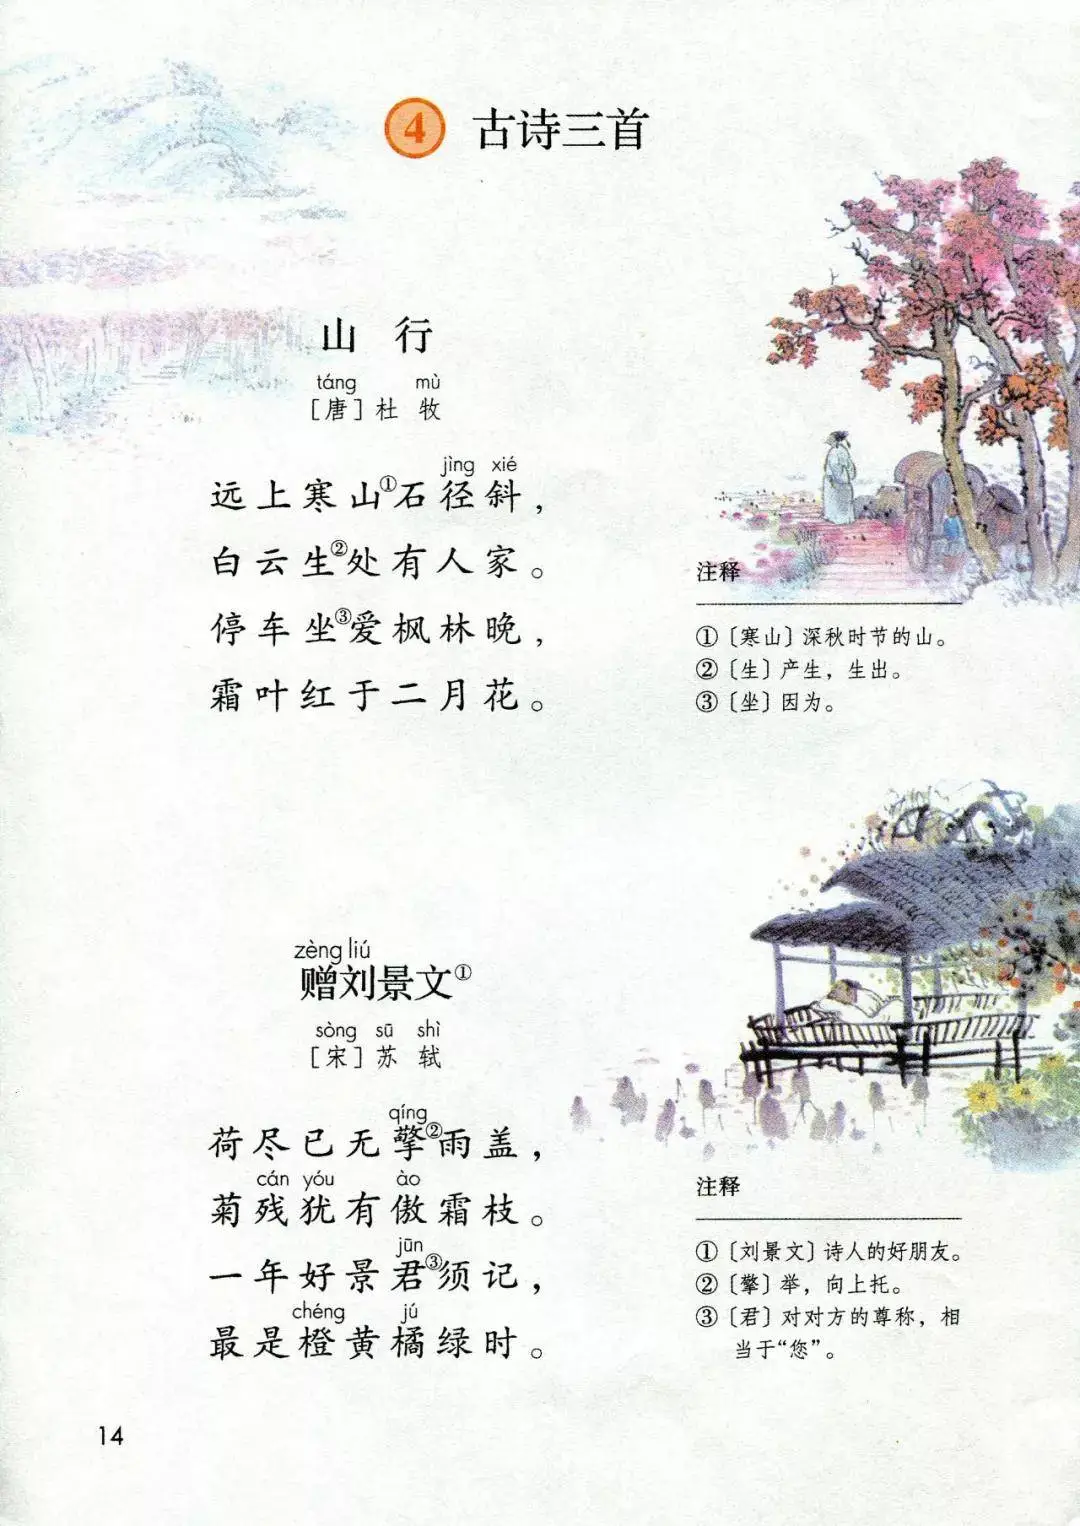 4 古诗三首
山 行
táng mù
[唐]杜 牧
jìng xié
远上寒山①石径斜，
白云生②处有人家。
停车坐③爱枫林晚，
霜叶红于二月花。
注释
①〔寒山〕深秋时节的山。
②〔生〕产生，生出。
③〔坐〕因为。
zèng liú
赠刘景文①
sòng sū shì
[宋]苏 轼
qíng
荷尽已无擎②雨盖，
cán yóu ào
菊残犹有傲霜枝。
jūn
一年好景君③须记，
chéng jú
最是橙黄橘绿时。
注释
①〔刘景文〕诗人的好朋友。
②〔擎〕举，向上托。
③〔君〕对对方的尊称，相
当于“您”。
14